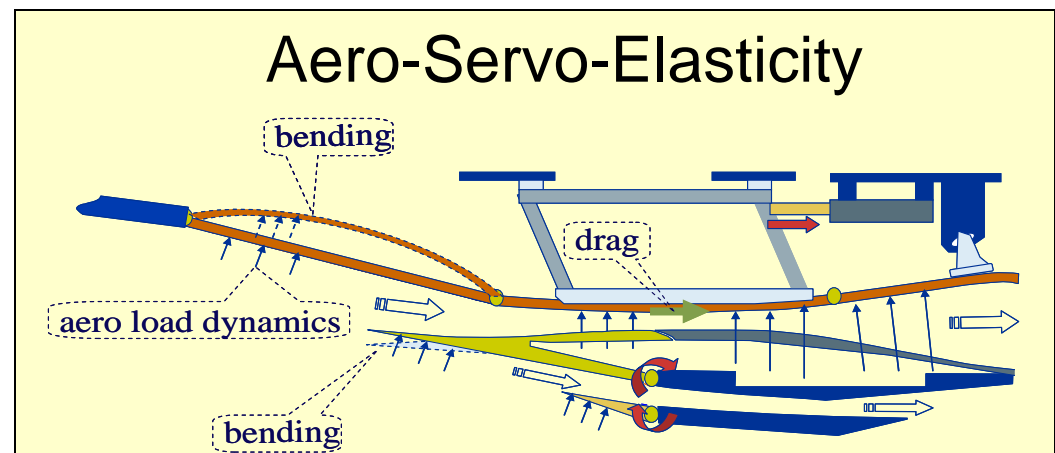 Aero-Servo-Elasticity
bending
drag
aero load dynamics
bending